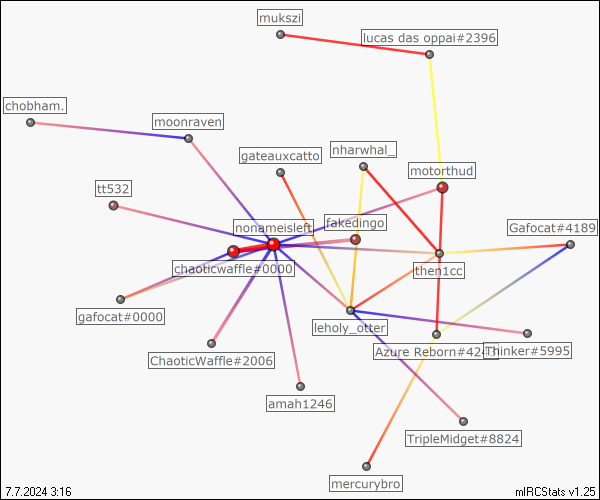 mukszi
lucas das oppai#2396
chobham.
moonraven
gateauxcatto
nharwhal_
motorthud
tt532
nonameisleft
fakedingo
Gafocat#4189
chaoticwaffle#0000
then1cc
gafocat#0000
leholy_otter
ChaoticWaffle#2006
Azure Reborn#424
Thinker#5995
amah1246
TripleMidget#8824
mercurybro
7.7.2024 3:16
mIRCStats v1.25